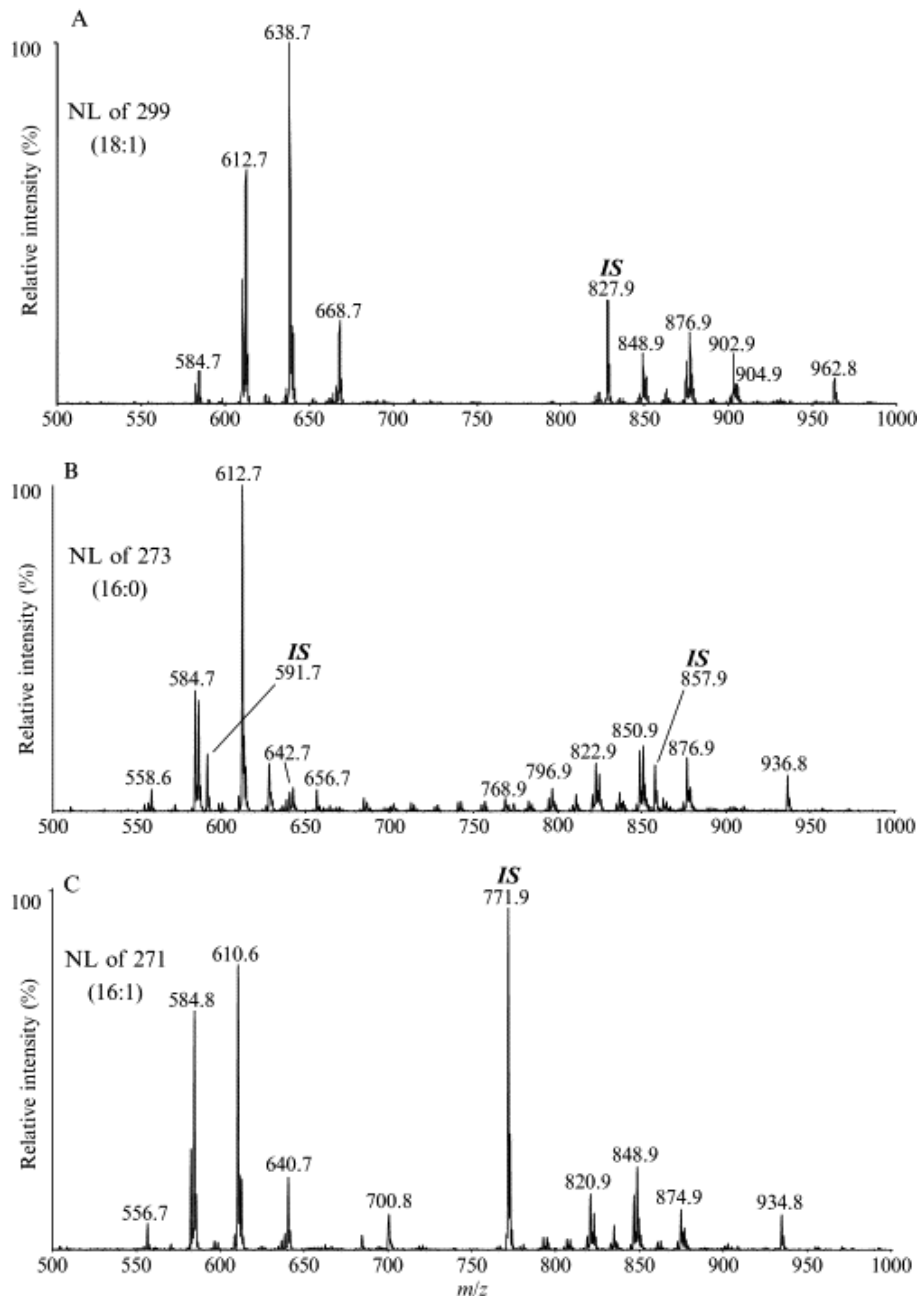 A
100
638.7
NL of 299
(18:1)
612.7
IS
827.9
668.7
848.9
876.9
902.9
904.9
962.8
584.7
Relative intensity (%)
500 550 600 650 700 750 800 850 900 950 1000
B
100
612.7
NL of 273
(16:0)
IS
591.7
IS
857.9
584.7
642.7
656.7
558.6
768.9
796.9
822.9
850.9
876.9
936.8
Relative intensity (%)
500 550 600 650 700 750 800 850 900 950 1000
C
100
IS
771.9
NL of 271
(16:1)
610.6
584.8
640.7
700.8
556.7
820.9
848.9
874.9
934.8
Relative intensity (%)
500 550 600 650 700 750 800 850 900 950 1000
m/z